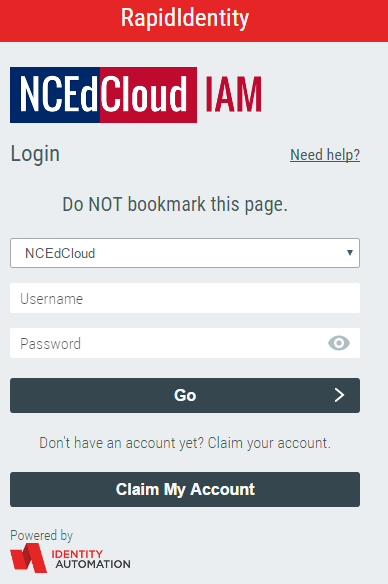 RapidIdentity
NCEdCloud IAM
Login
Need help?
Do NOT bookmark this page.
NCEdCloud
Username
Password
Go
Don't have an account yet? Claim your account.
Claim My Account
Powered by
IDENTITY
AUTOMATION